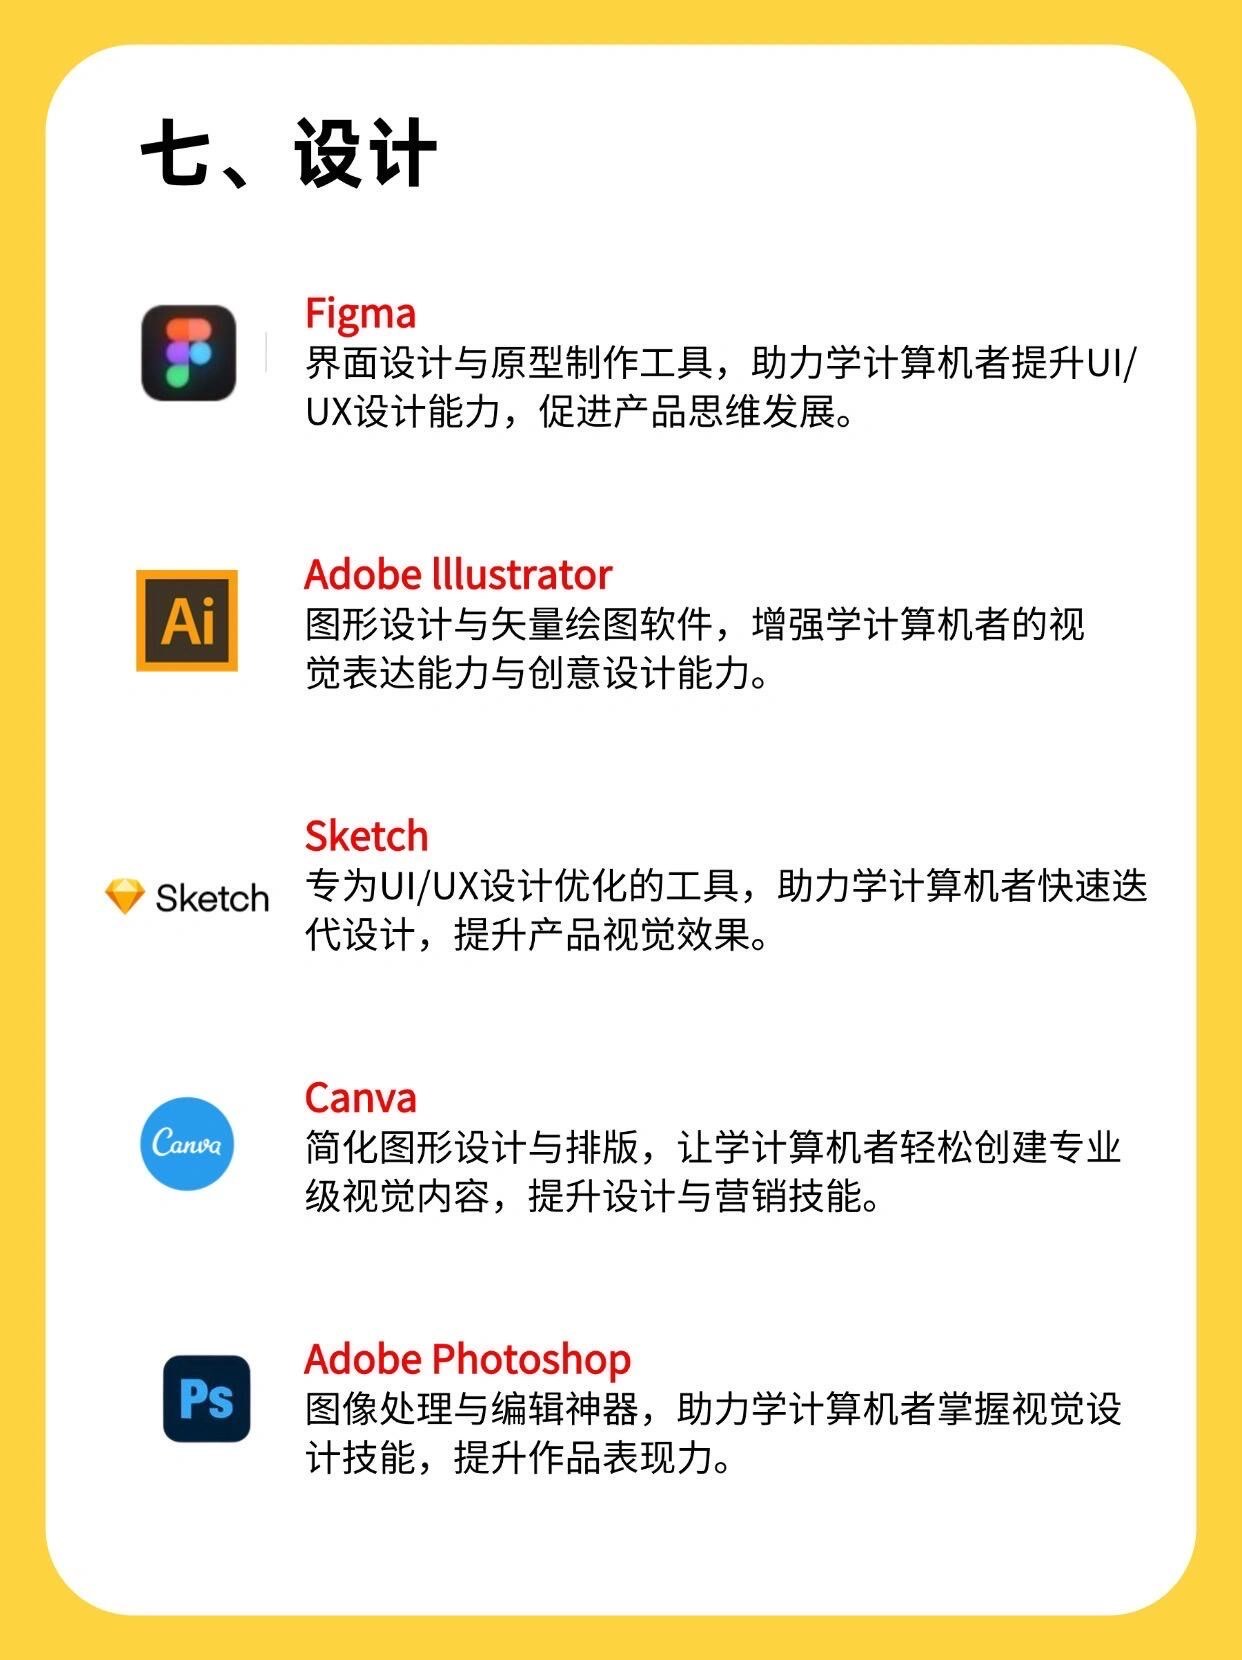 七、设计
Figma
界面设计与原型制作工具，助力学计算机者提升UI/
UX设计能力，促进产品思维发展。
Ai
Adobe lllustrator
图形设计与矢量绘图软件，增强学计算机者的视
觉表达能力与创意设计能力。
Sketch
Sketch
专为UI/UX设计优化的工具，助力学计算机者快速迭
代设计，提升产品视觉效果。
Canva
Canva
简化图形设计与排版，让学计算机者轻松创建专业
级视觉内容，提升设计与营销技能。
Ps
Adobe Photoshop
图像处理与编辑神器，助力学计算机者掌握视觉设
计技能，提升作品表现力。